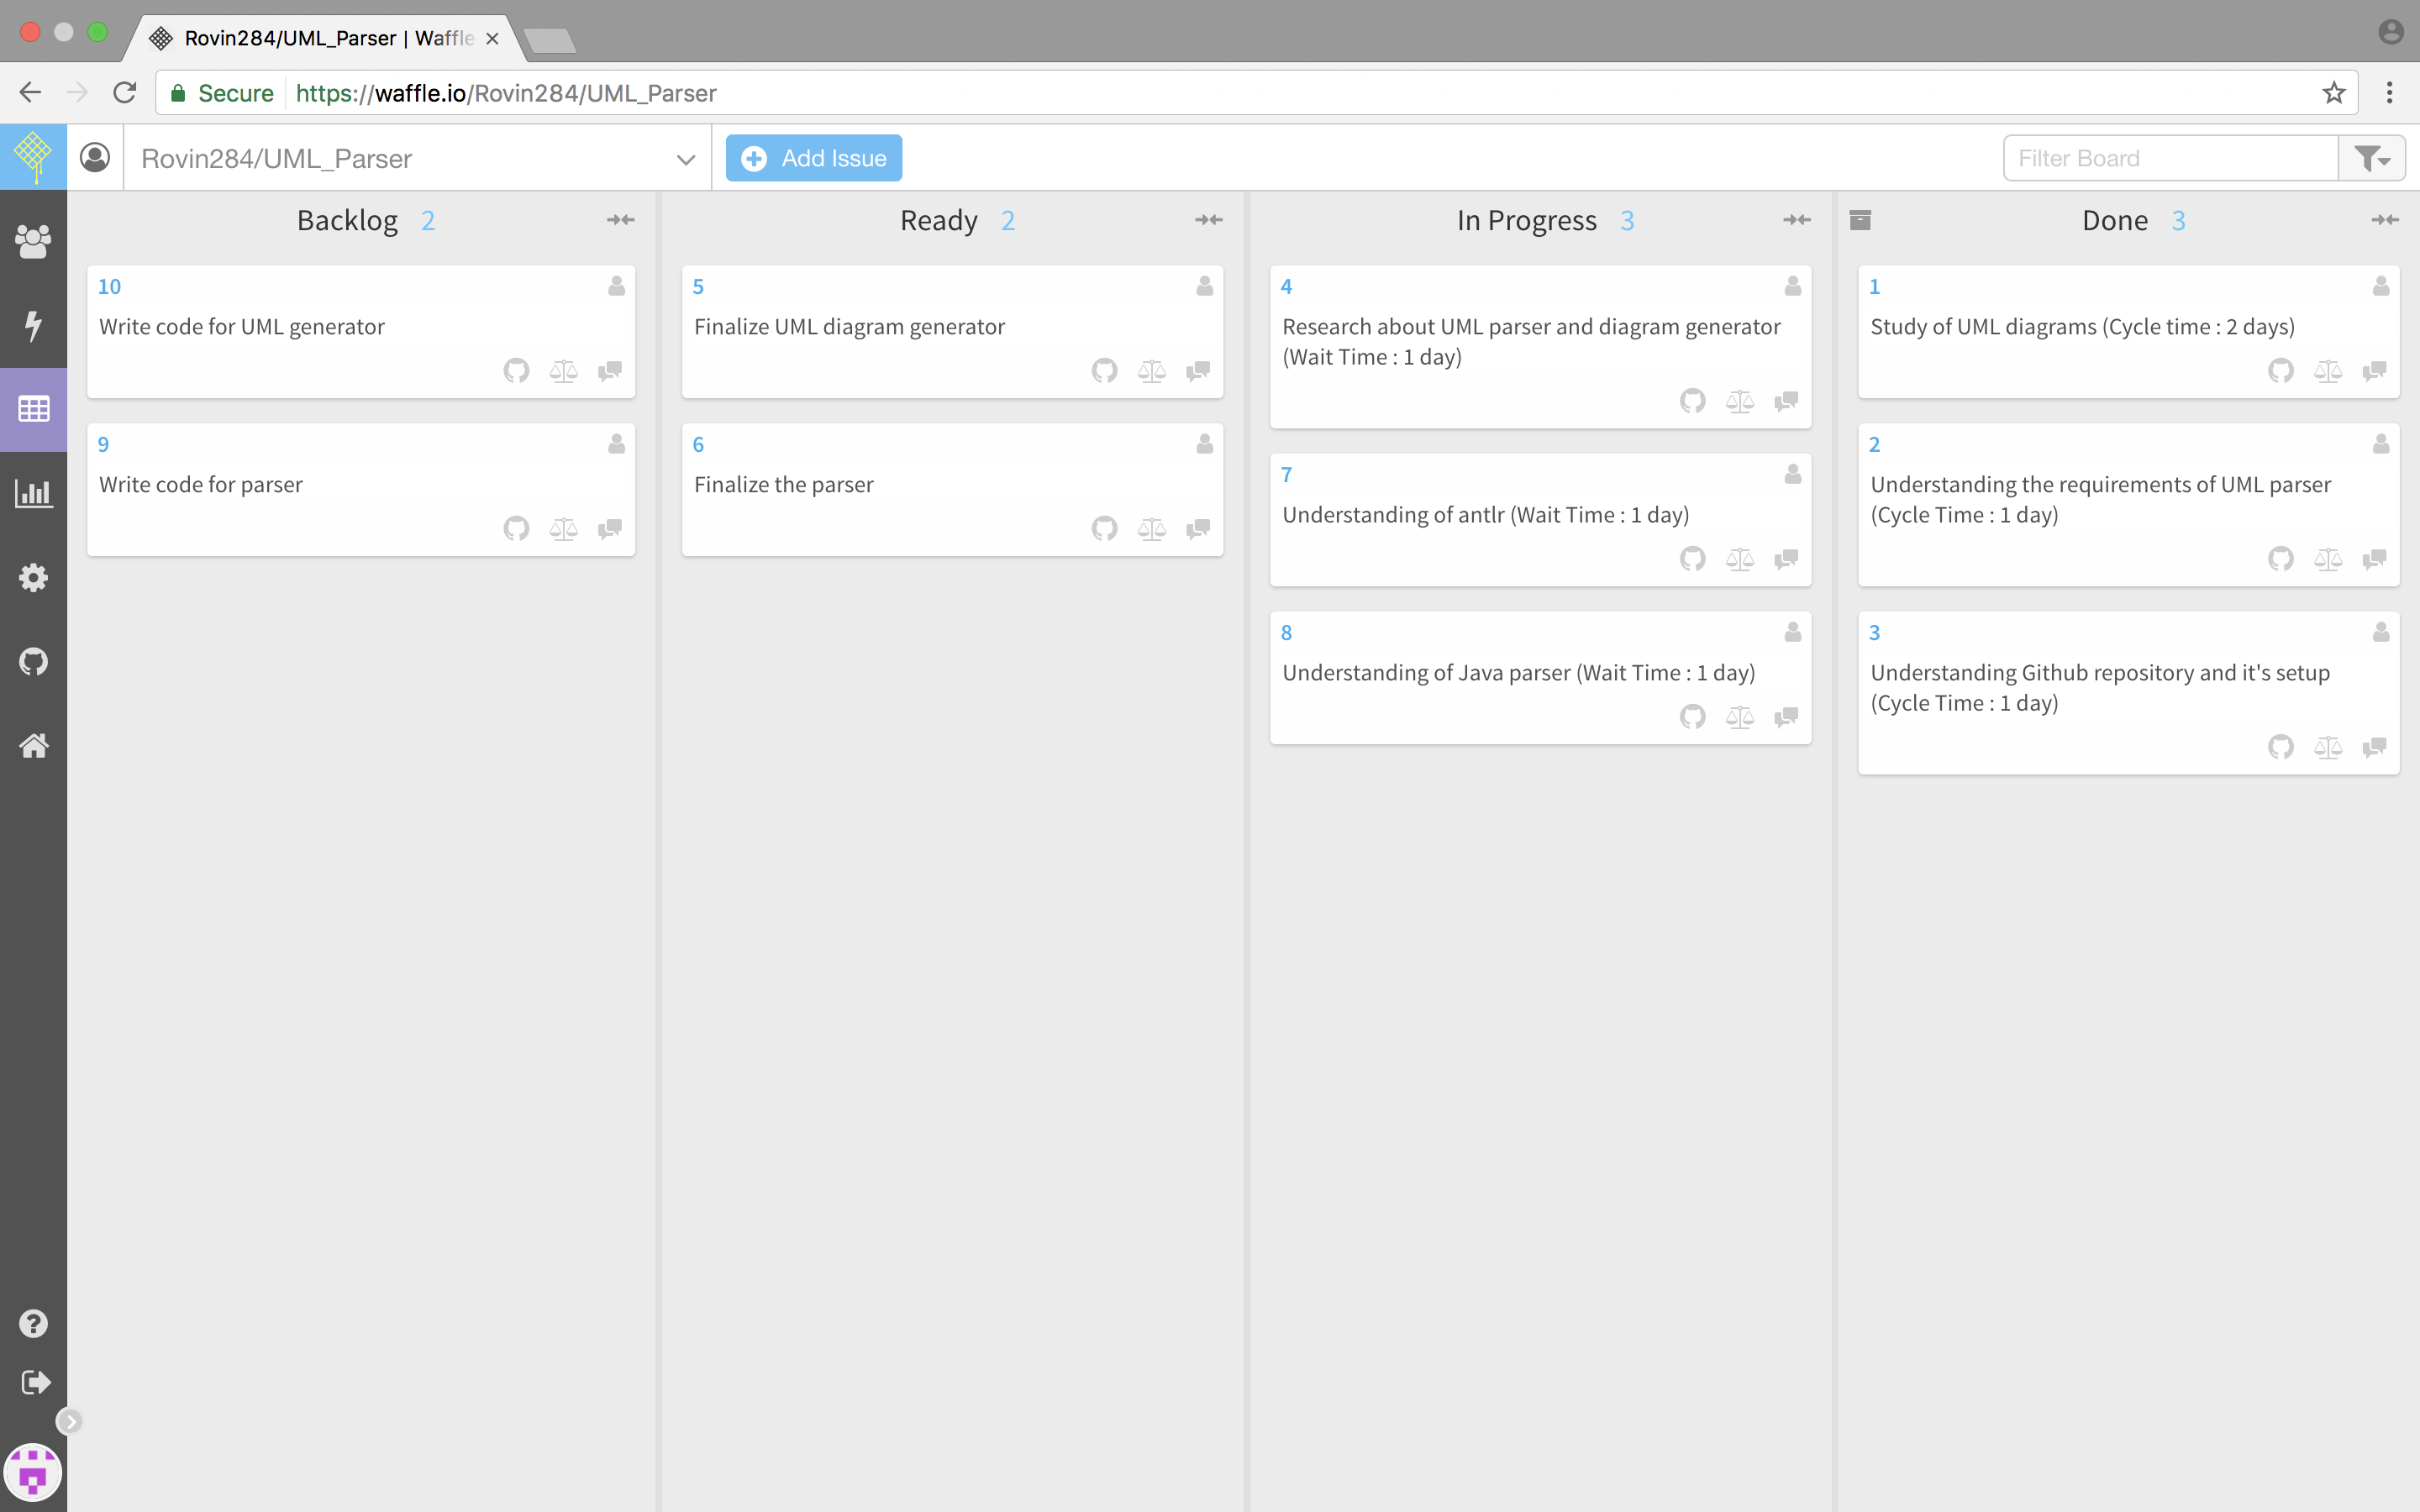 Rovin284/UML_Parser | Waffle
Secure https://waffle.io/Rovin284/UML_Parser
Rovin284/UML_Parser
Add Issue
Filter Board
Backlog 2
10
Write code for UML generator
9
Write code for parser
Ready 2
5
Finalize UML diagram generator
6
Finalize the parser
In Progress 3
4
Research about UML parser and diagram generator
(Wait Time : 1 day)
7
Understanding of antlr (Wait Time : 1 day)
8
Understanding of Java parser (Wait Time : 1 day)
Done 3
1
Study of UML diagrams (Cycle time : 2 days)
2
Understanding the requirements of UML parser
(Cycle Time : 1 day)
3
Understanding Github repository and it's setup
(Cycle Time : 1 day)